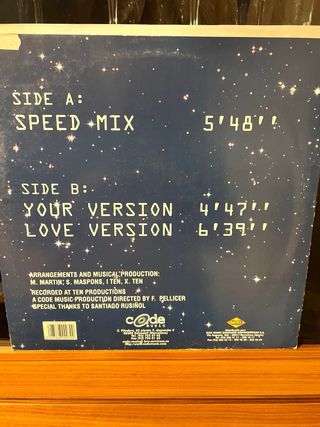 SIDE A:
SPEED MIX 5'48''
SIDE B:
YOUR VERSION 4'47''
LOVE VERSION 6'39''
ARRANGEMENTS AND MUSICAL PRODUCTION:
M. MARTIN, S. MASPONS, I TEN, X. TEN
RECORDED AT TEN PRODUCTIONS
A CODE MUSIC PRODUCTION DIRECTED BY F. PELLICER
SPECIAL THANKS TO SANTIAGO RUSIÑOL
code
MUSIC